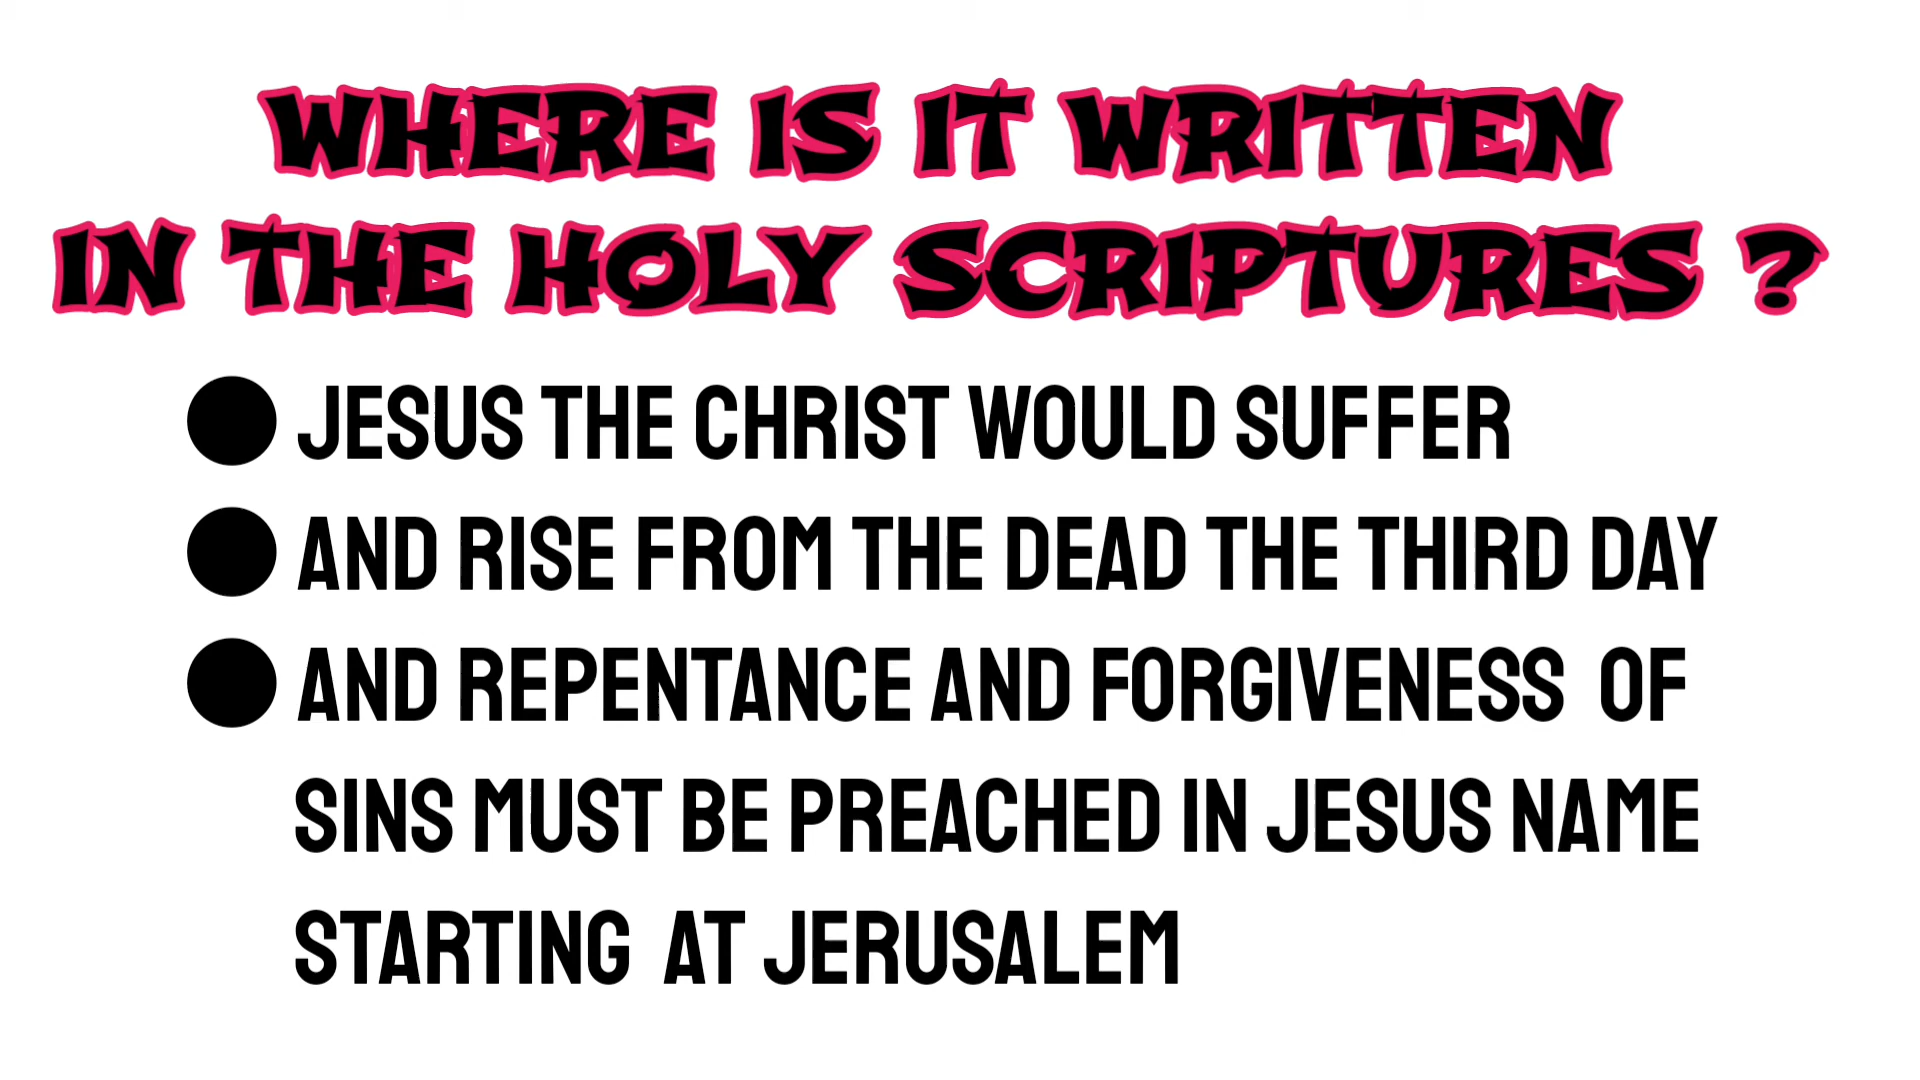 WHERE IS IT WRITTEN
IN THE HOLY SCRIPTURES ?
● JESUS THE CHRIST WOULD SUFFER
● AND RISE FROM THE DEAD THE THIRD DAY
● AND REPENTANCE AND FORGIVENESS OF
SINS MUST BE PREACHED IN JESUS NAME
STARTING AT JERUSALEM